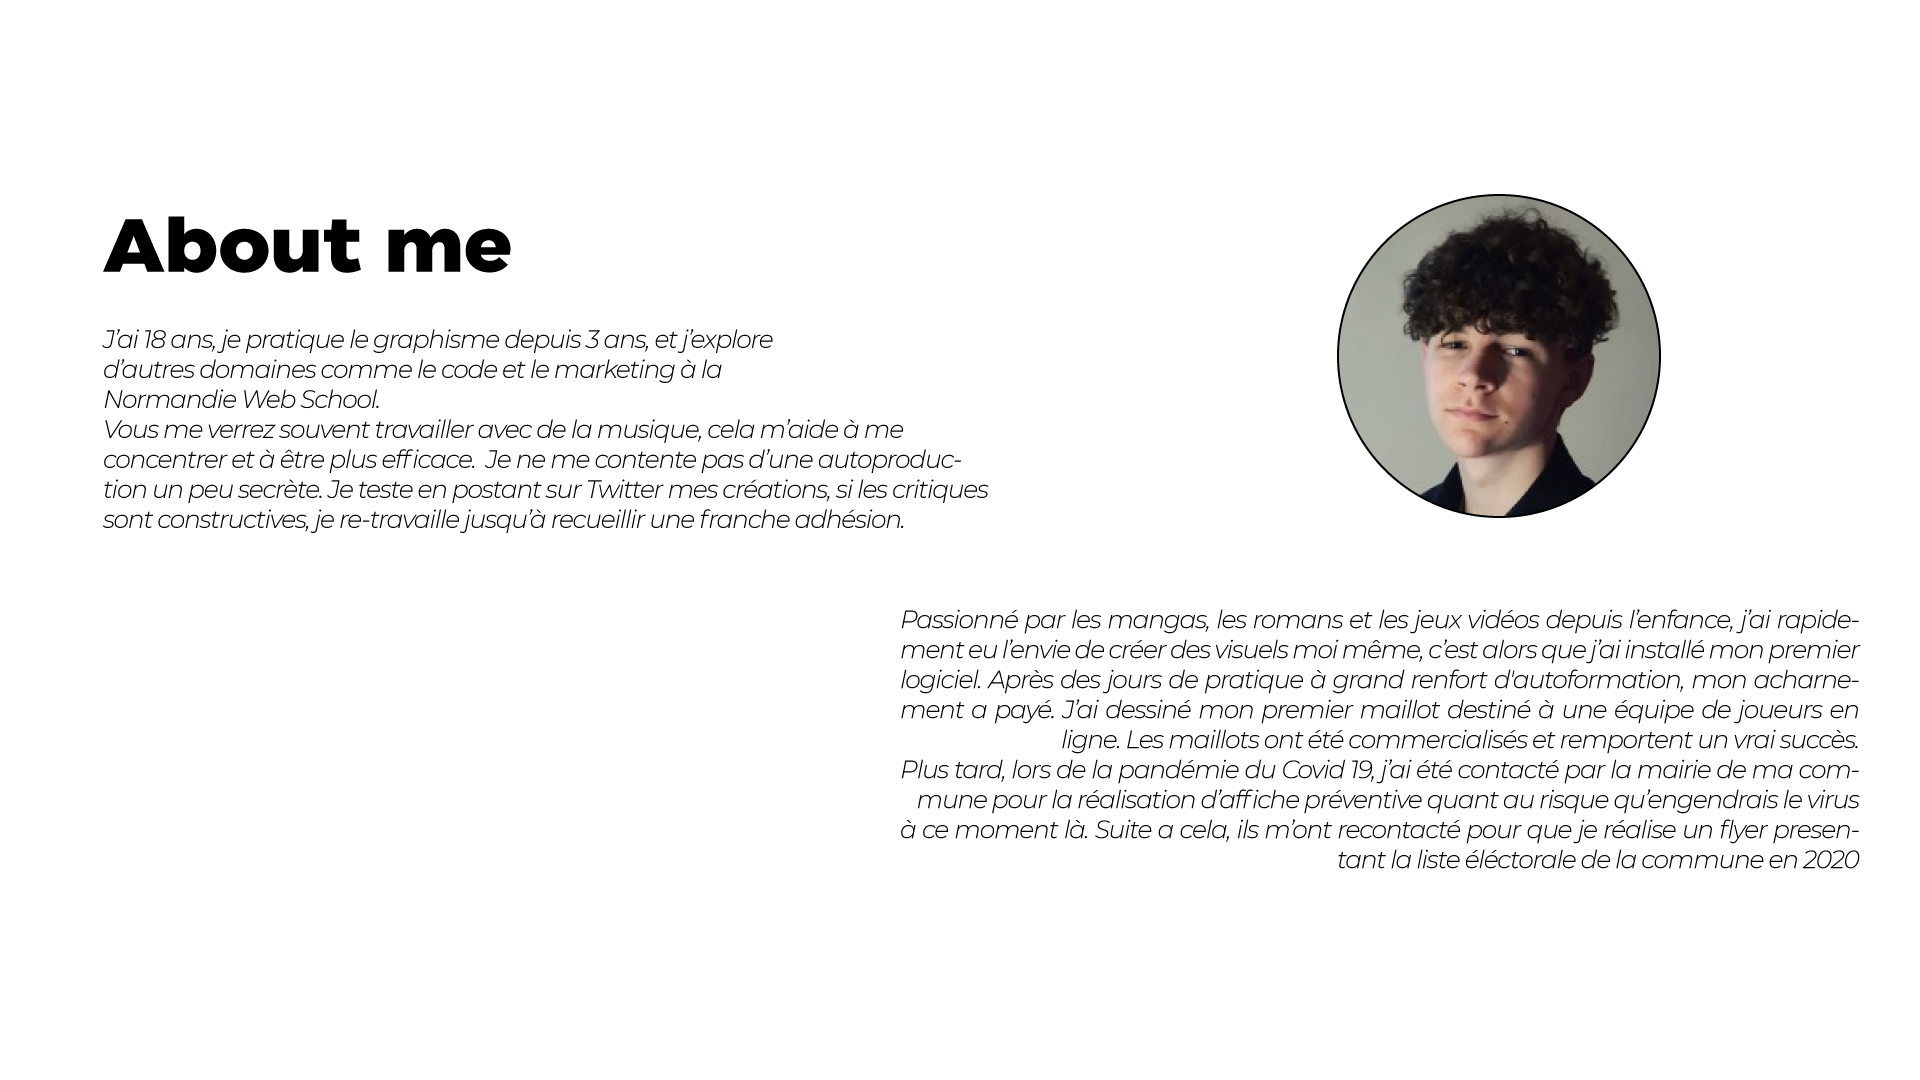 About me
J’ai 18 ans, je pratique le graphisme depuis 3 ans, et j’explore
d’autres domaines comme le code et le marketing à la
Normandie Web School.
Vous me verrez souvent travailler avec de la musique, cela m’aide à me
concentrer et à être plus efficace.  Je ne me contente pas d’une autoproduc-
tion un peu secrète. Je teste en postant sur Twitter mes créations, si les critiques
sont constructives, je re-travaille jusqu’à recueillir une franche adhésion.
Passionné par les mangas, les romans et les jeux vidéos depuis l’enfance, j’ai rapide-
ment eu l’envie de créer des visuels moi même, c’est alors que j’ai installé mon premier
logiciel. Après des jours de pratique à grand renfort d'autoformation, mon acharne-
ment a payé. J’ai dessiné mon premier maillot destiné à une équipe de joueurs en
ligne. Les maillots ont été commercialisés et remportent un vrai succès.
Plus tard, lors de la pandémie du Covid 19, j’ai été contacté par la mairie de ma com-
mune pour la réalisation d’affiche préventive quant au risque qu’engendrais le virus
à ce moment là. Suite a cela, ils m’ont recontacté pour que je réalise un flyer presen-
tant la liste éléctorale de la commune en 2020